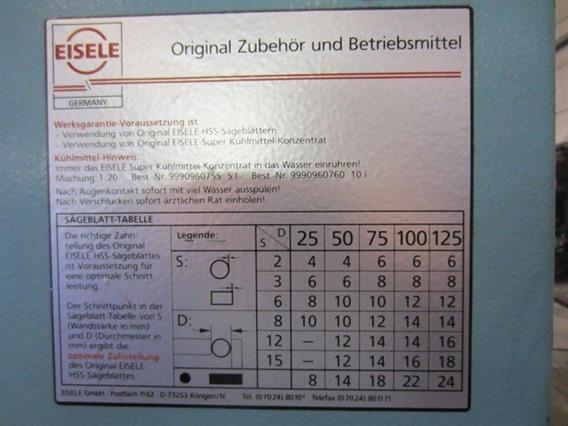 EISELE
GERMANY
Original Zubehör und Betriebsmittel
Werksgarantie-Voraussetzung ist
- Verwendung von Original EISELE HSS-Sägeblättern
- Verwendung von Original EISELE Super Kühlmittel-Konzentrat
Kühlmittel-Hinweis:
Immer das EISELE Super Kühlmittel-Konzentrat in das Wasser einrühren!
Mischung: 1:20 Best.-Nr. 9990960755 5 l Best.-Nr. 9990960760 10 l
Nach Augenkontakt sofort mit viel Wasser ausspülen!
Nach Verschlucken sofort ärztlichen Rat einholen!
SÄGEBLATT-TABELLE
Die richtige Zahn-
teilung des Original
EISELE HSS-Sägeblattes
ist Voraussetzung für
eine optimale Schnitt
leistung.
Der Schnittpunkt in der
Sägeblatt-Tabelle von S
(Wandstärke in mm)
und D (Durchmesser in
mm) ergibt die
optimale Zahnteilung
des Original EISELE
HSS-Sägeblattes.
Legende:
S:
D:
S D 25 50 75 100 125
2 4 4 6 6 6
3 6 6 8 8 8
6 8 10 10 12 12
8 10 10 12 14 14
12 – 12 14 14 16
15 – 12 14 16 18
8 14 18 22 24
EISELE GmbH · Postfach 1162 · D-73253 Köngen/N. Tel. (07024) 8010* · Telefax (07024) 801171